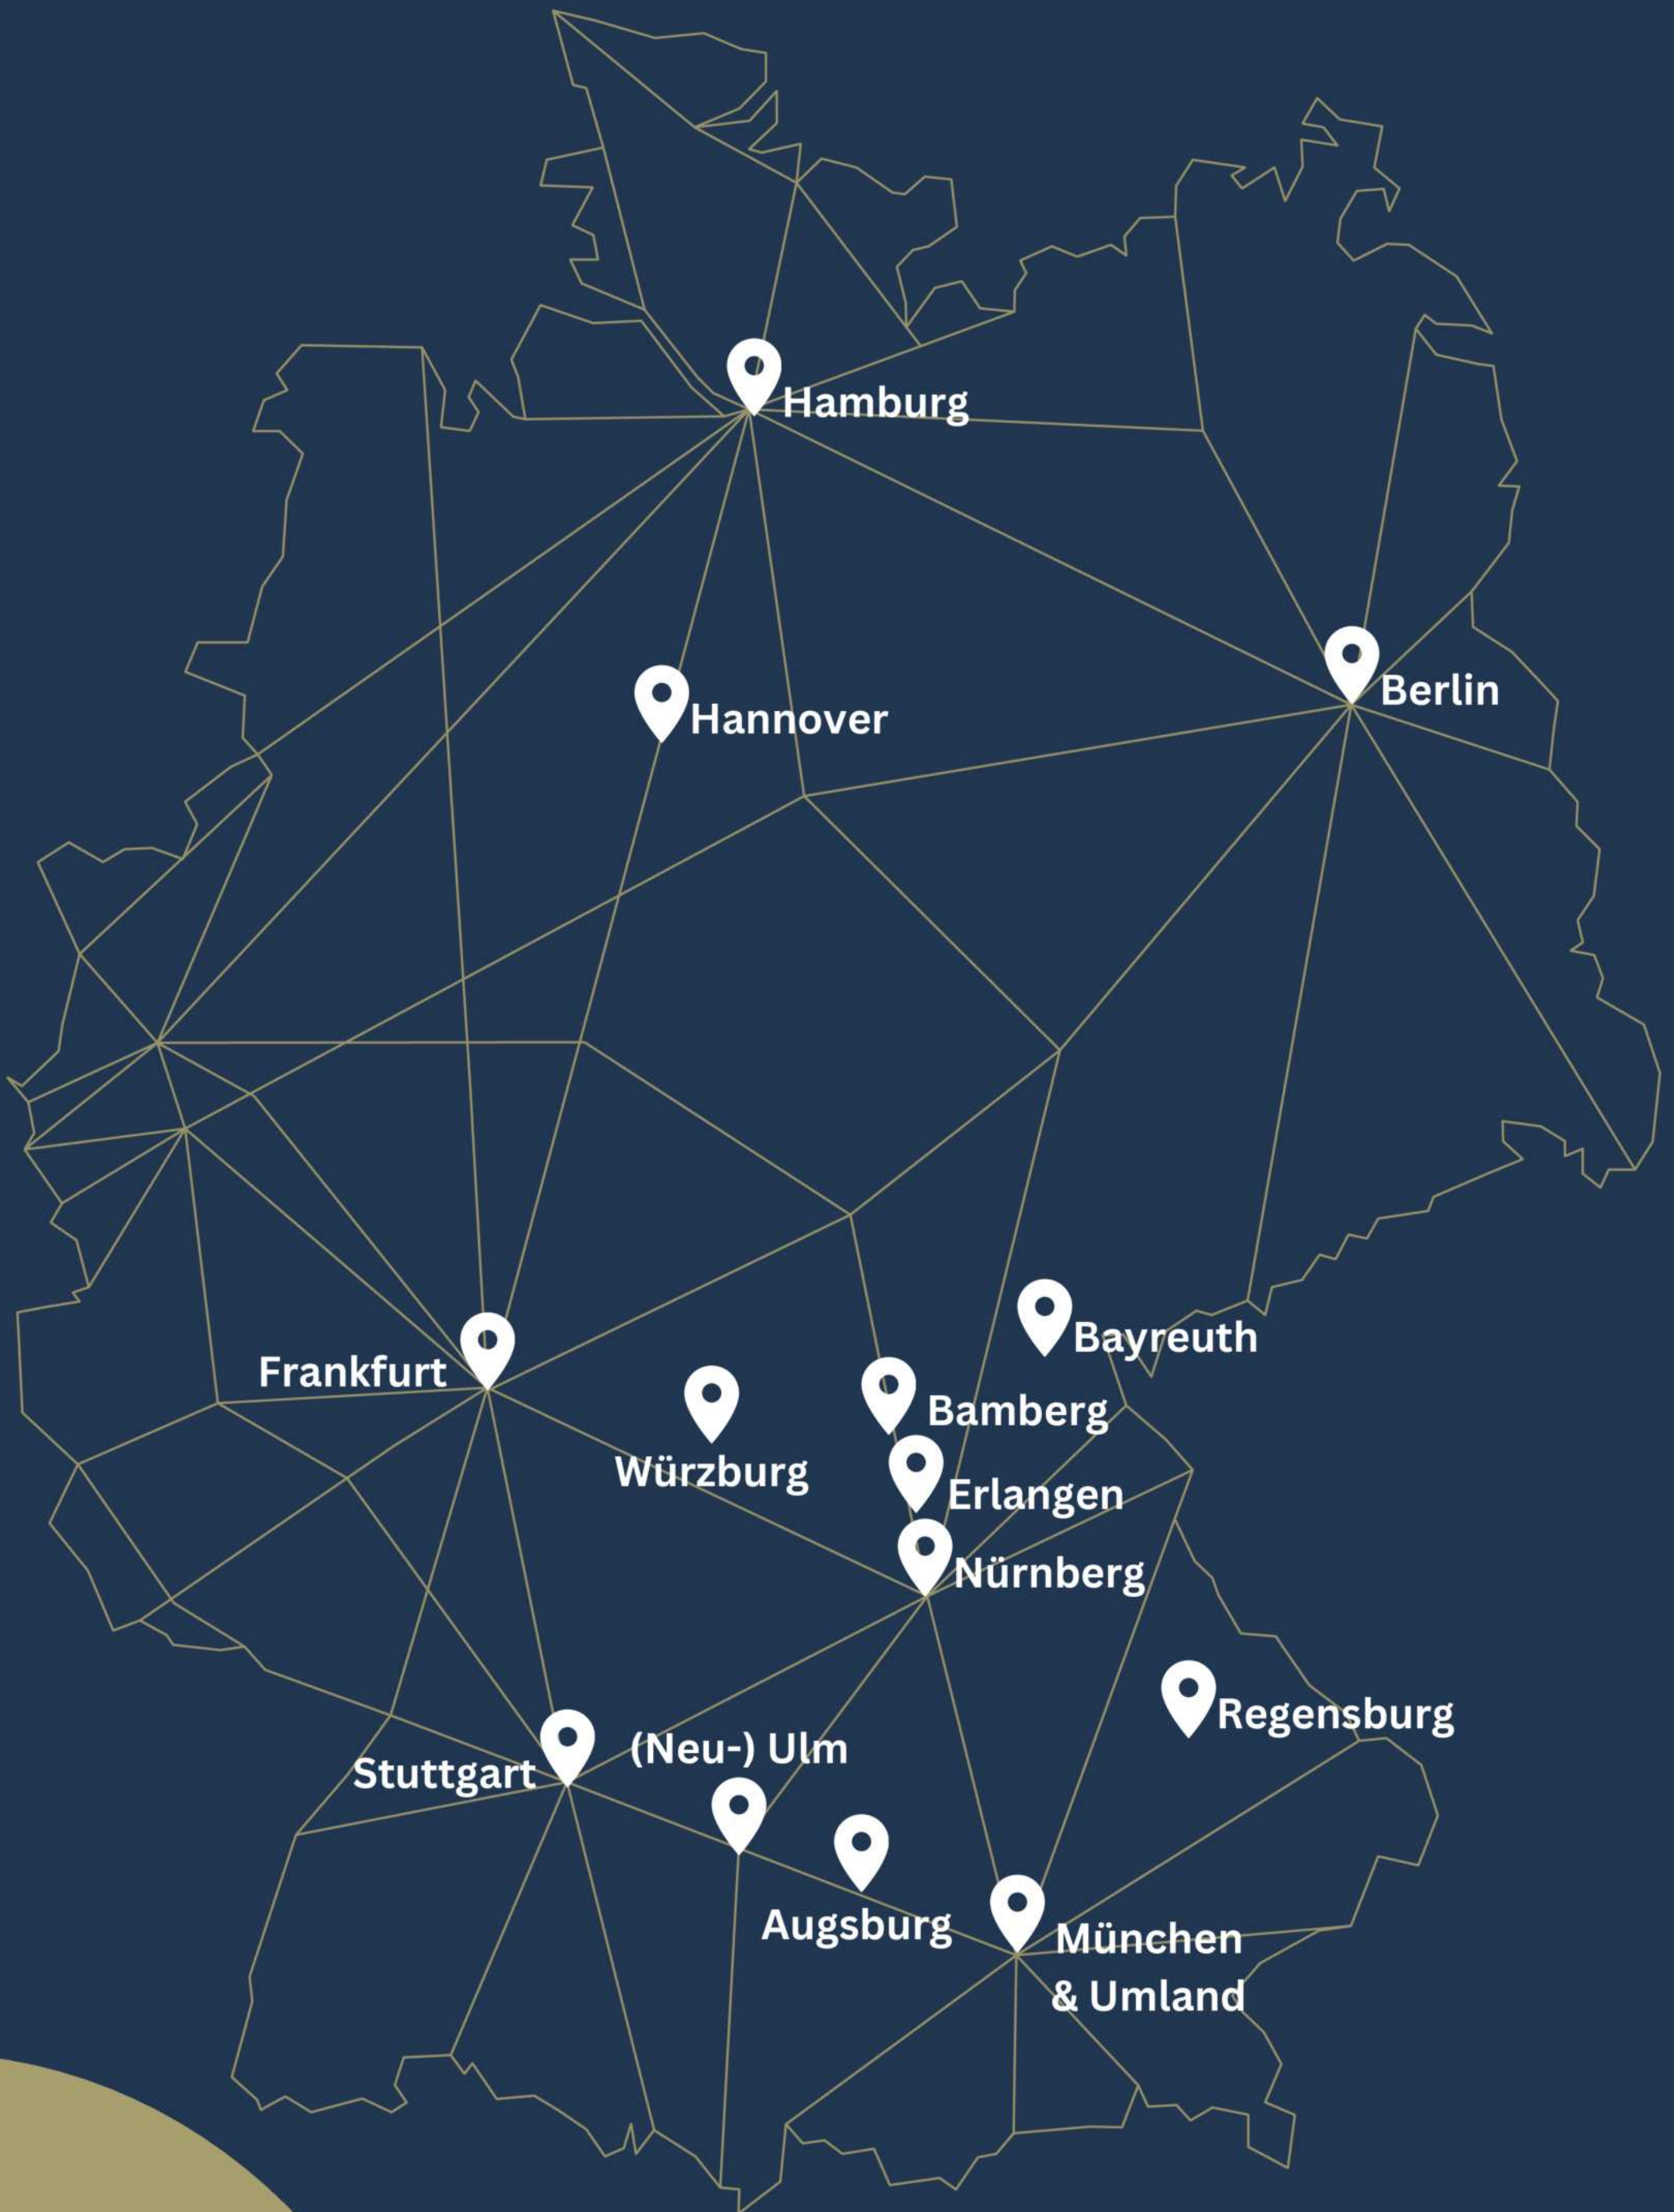 Hamburg
Berlin
Hannover
Bayreuth
Frankfurt
Bamberg
Würzburg
Erlangen
Nürnberg
Regensburg
(Neu-) Ulm
Stuttgart
Augsburg
München
& Umland